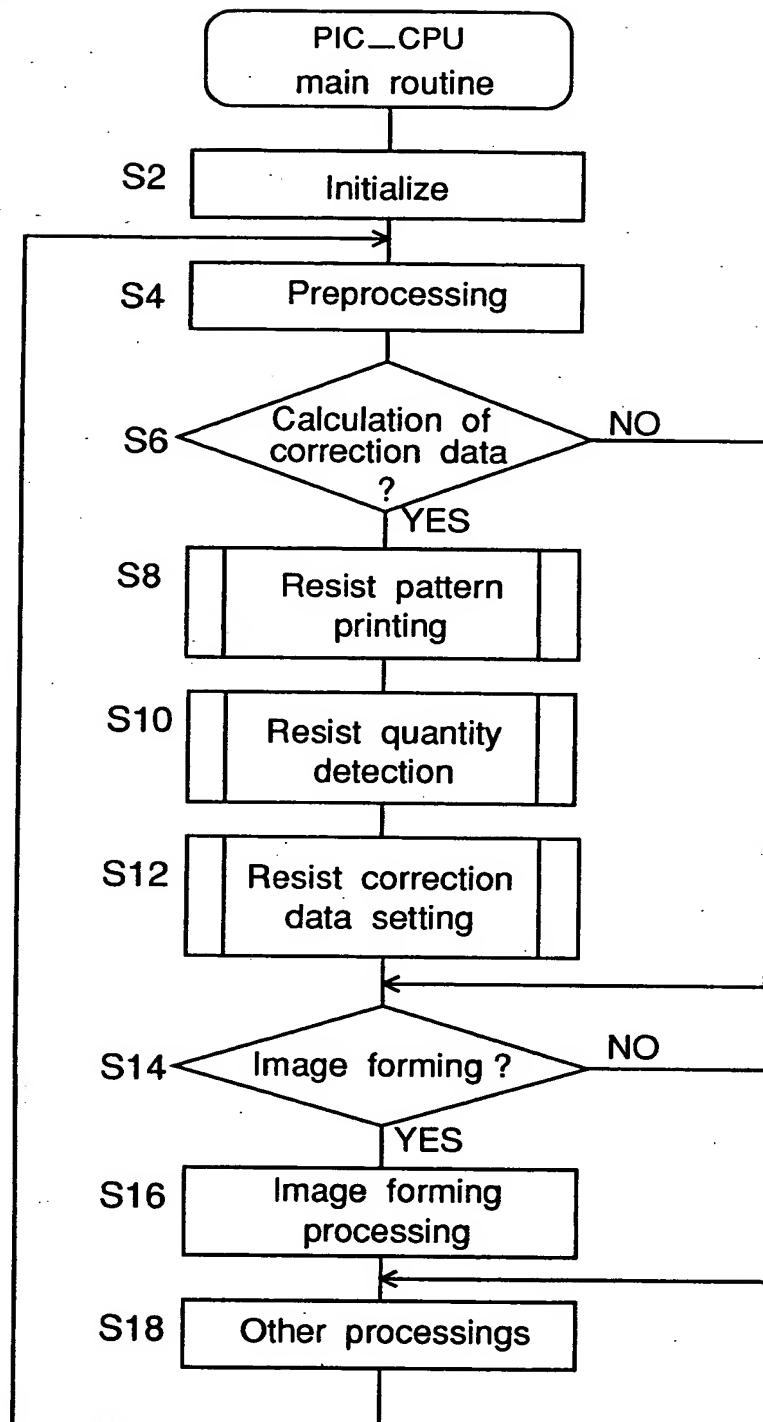 PIC_CPU
main routine
S2
Initialize
S4
Preprocessing
S6
Calculation of
correction data
?
NO
YES
S8
Resist pattern
printing
S10
Resist quantity
detection
S12
Resist correction
data setting
S14
Image forming ?
NO
YES
S16
Image forming
processing
S18
Other processings